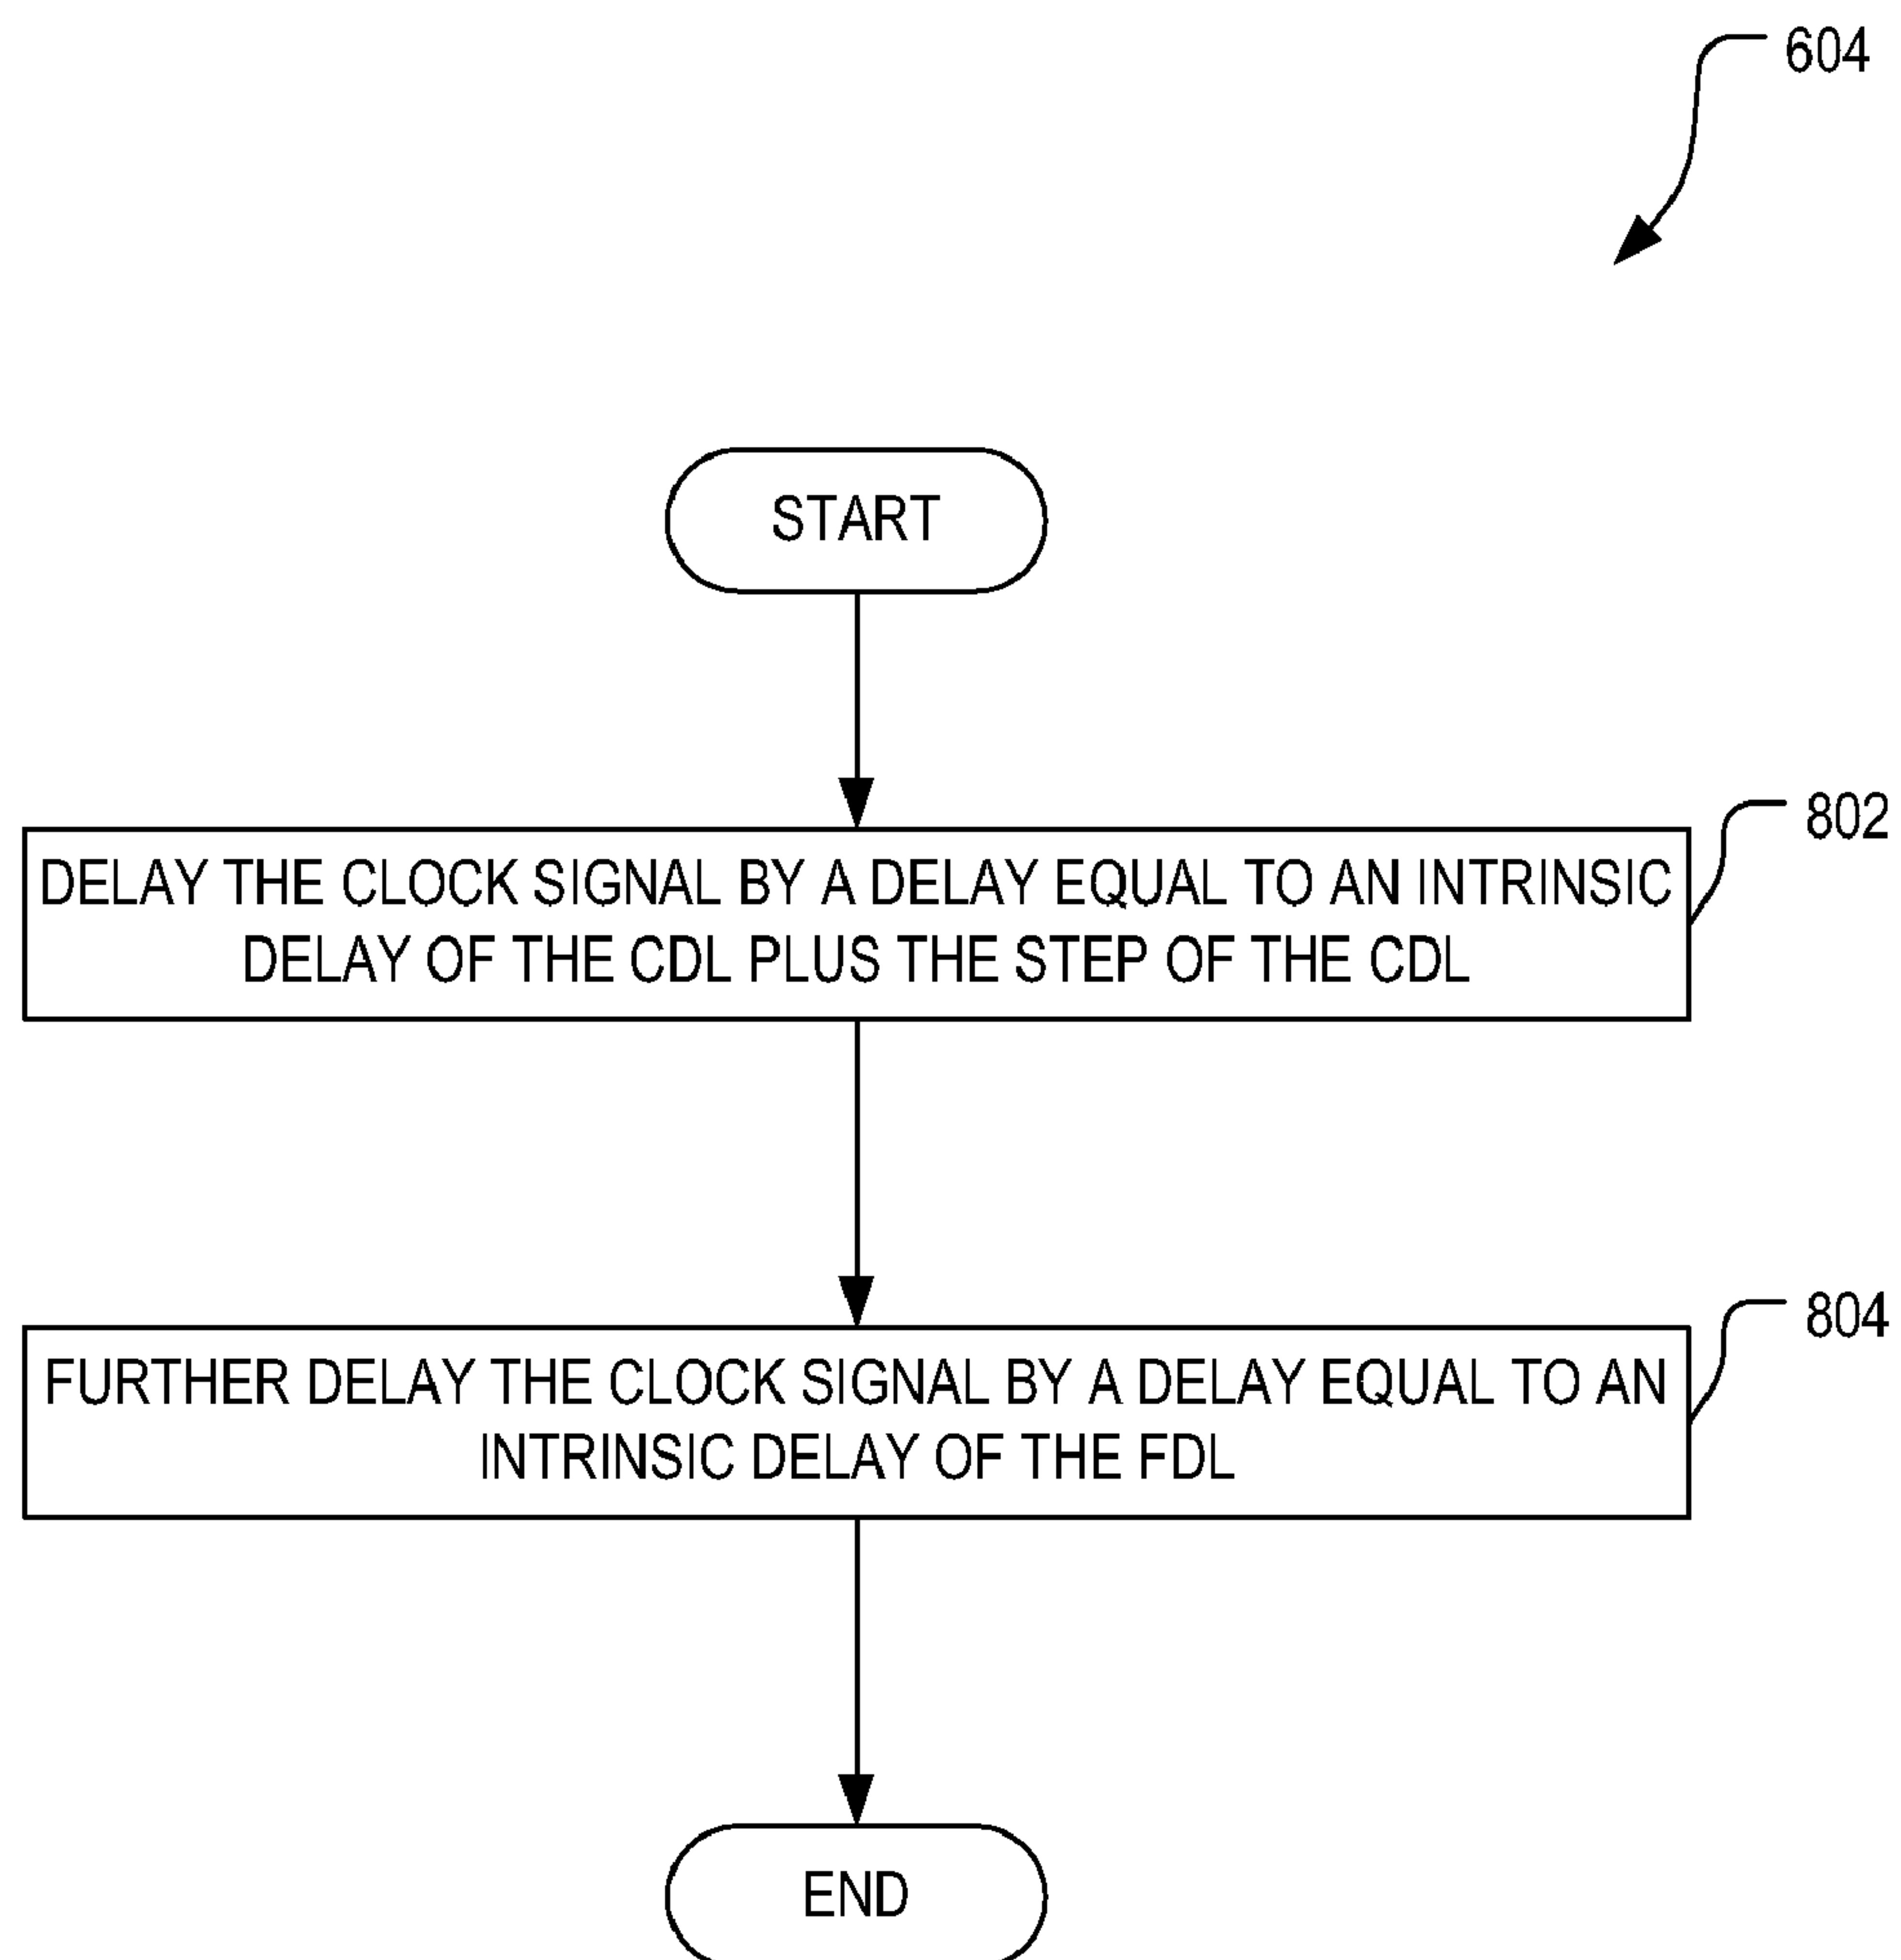 604
START
802
DELAY THE CLOCK SIGNAL BY A DELAY EQUAL TO AN INTRINSIC
DELAY OF THE CDL PLUS THE STEP OF THE CDL
804
FURTHER DELAY THE CLOCK SIGNAL BY A DELAY EQUAL TO AN
INTRINSIC DELAY OF THE FDL
END